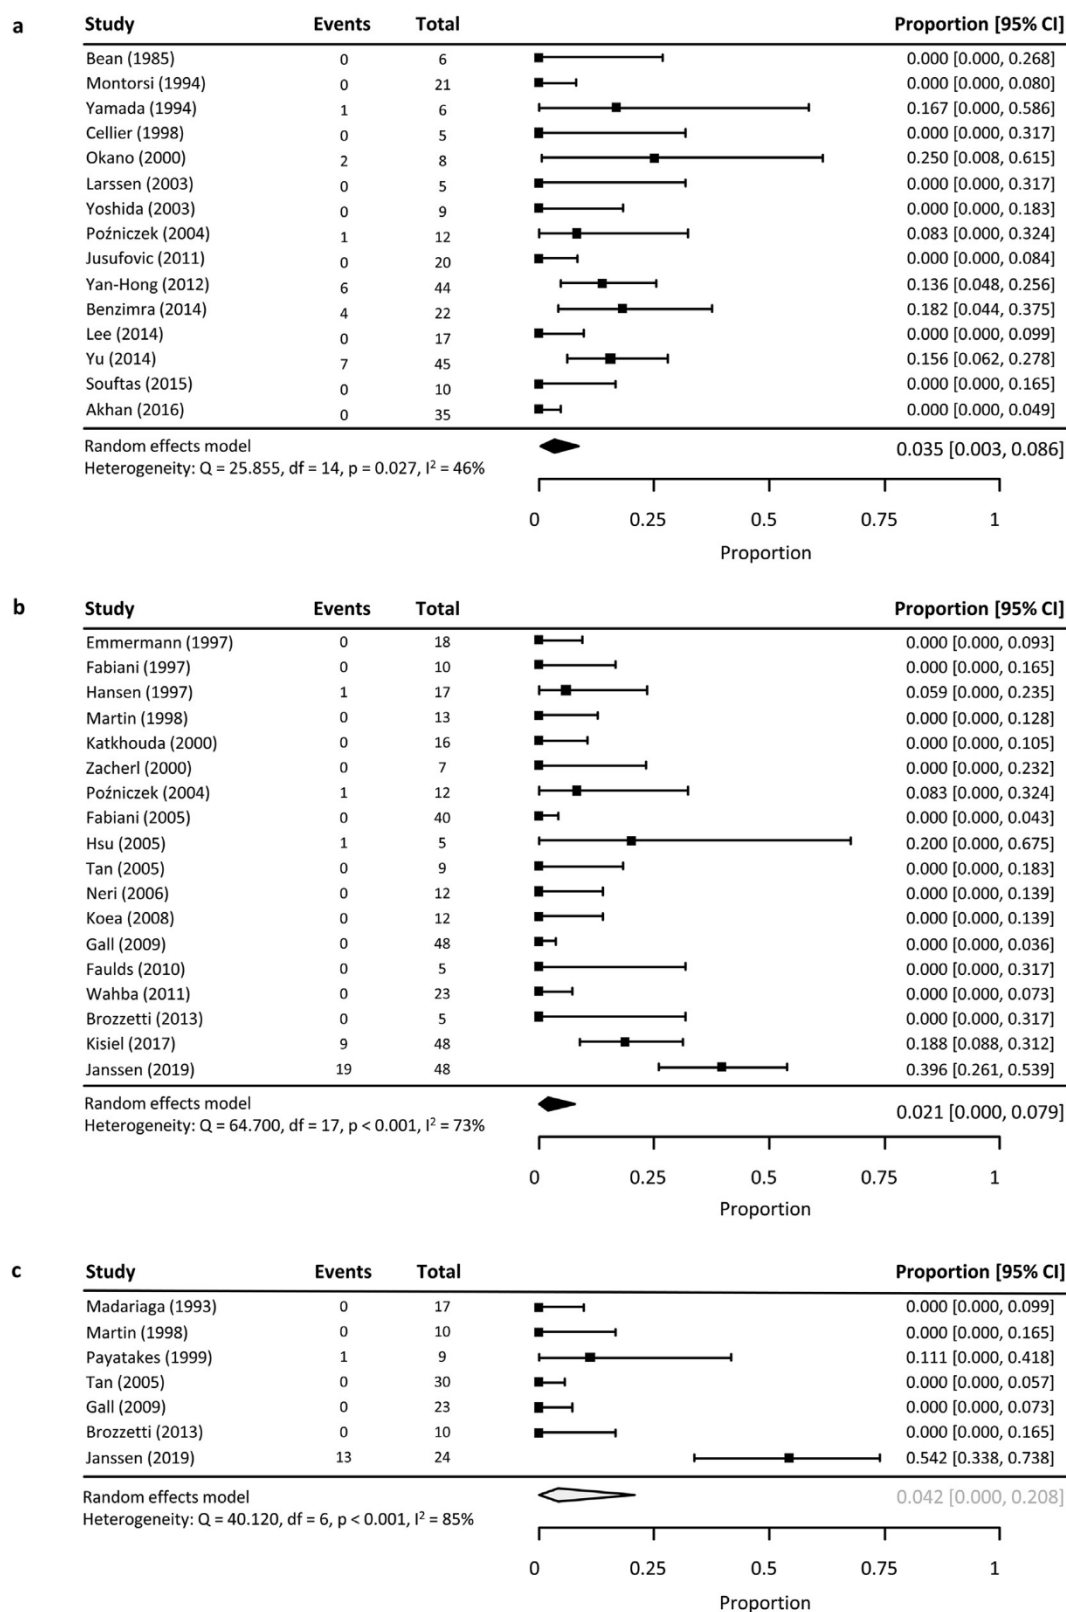 a
Study Events Total Proportion [95% CI]
Bean (1985) 0 6 0.000 [0.000, 0.268]
Montorsi (1994) 0 21 0.000 [0.000, 0.080]
Yamada (1994) 1 6 0.167 [0.000, 0.586]
Cellier (1998) 0 5 0.000 [0.000, 0.317]
Okano (2000) 2 8 0.250 [0.008, 0.615]
Larssen (2003) 0 5 0.000 [0.000, 0.317]
Yoshida (2003) 0 9 0.000 [0.000, 0.183]
Poźniczek (2004) 1 12 0.083 [0.000, 0.324]
Jusufovic (2011) 0 20 0.000 [0.000, 0.084]
Yan-Hong (2012) 6 44 0.136 [0.048, 0.256]
Benzimra (2014) 4 22 0.182 [0.044, 0.375]
Lee (2014) 0 17 0.000 [0.000, 0.099]
Yu (2014) 7 45 0.156 [0.062, 0.278]
Souftas (2015) 0 10 0.000 [0.000, 0.165]
Akhan (2016) 0 35 0.000 [0.000, 0.049]
Random effects model 0.035 [0.003, 0.086]
Heterogeneity: Q = 25.855, df = 14, p = 0.027, I² = 46%
0 0.25 0.5 0.75 1
Proportion
b
Study Events Total Proportion [95% CI]
Emmermann (1997) 0 18 0.000 [0.000, 0.093]
Fabiani (1997) 0 10 0.000 [0.000, 0.165]
Hansen (1997) 1 17 0.059 [0.000, 0.235]
Martin (1998) 0 13 0.000 [0.000, 0.128]
Katkhouda (2000) 0 16 0.000 [0.000, 0.105]
Zacherl (2000) 0 7 0.000 [0.000, 0.232]
Poźniczek (2004) 1 12 0.083 [0.000, 0.324]
Fabiani (2005) 0 40 0.000 [0.000, 0.043]
Hsu (2005) 1 5 0.200 [0.000, 0.675]
Tan (2005) 0 9 0.000 [0.000, 0.183]
Neri (2006) 0 12 0.000 [0.000, 0.139]
Koea (2008) 0 12 0.000 [0.000, 0.139]
Gall (2009) 0 48 0.000 [0.000, 0.036]
Faulds (2010) 0 5 0.000 [0.000, 0.317]
Wahba (2011) 0 23 0.000 [0.000, 0.073]
Brozzetti (2013) 0 5 0.000 [0.000, 0.317]
Kisiel (2017) 9 48 0.188 [0.088, 0.312]
Janssen (2019) 19 48 0.396 [0.261, 0.539]
Random effects model 0.021 [0.000, 0.079]
Heterogeneity: Q = 64.700, df = 17, p < 0.001, I² = 73%
0 0.25 0.5 0.75 1
Proportion
c
Study Events Total Proportion [95% CI]
Madariaga (1993) 0 17 0.000 [0.000, 0.099]
Martin (1998) 0 10 0.000 [0.000, 0.165]
Payatakes (1999) 1 9 0.111 [0.000, 0.418]
Tan (2005) 0 30 0.000 [0.000, 0.057]
Gall (2009) 0 23 0.000 [0.000, 0.073]
Brozzetti (2013) 0 10 0.000 [0.000, 0.165]
Janssen (2019) 13 24 0.542 [0.338, 0.738]
Random effects model 0.042 [0.000, 0.208]
Heterogeneity: Q = 40.120, df = 6, p < 0.001, I² = 85%
0 0.25 0.5 0.75 1
Proportion